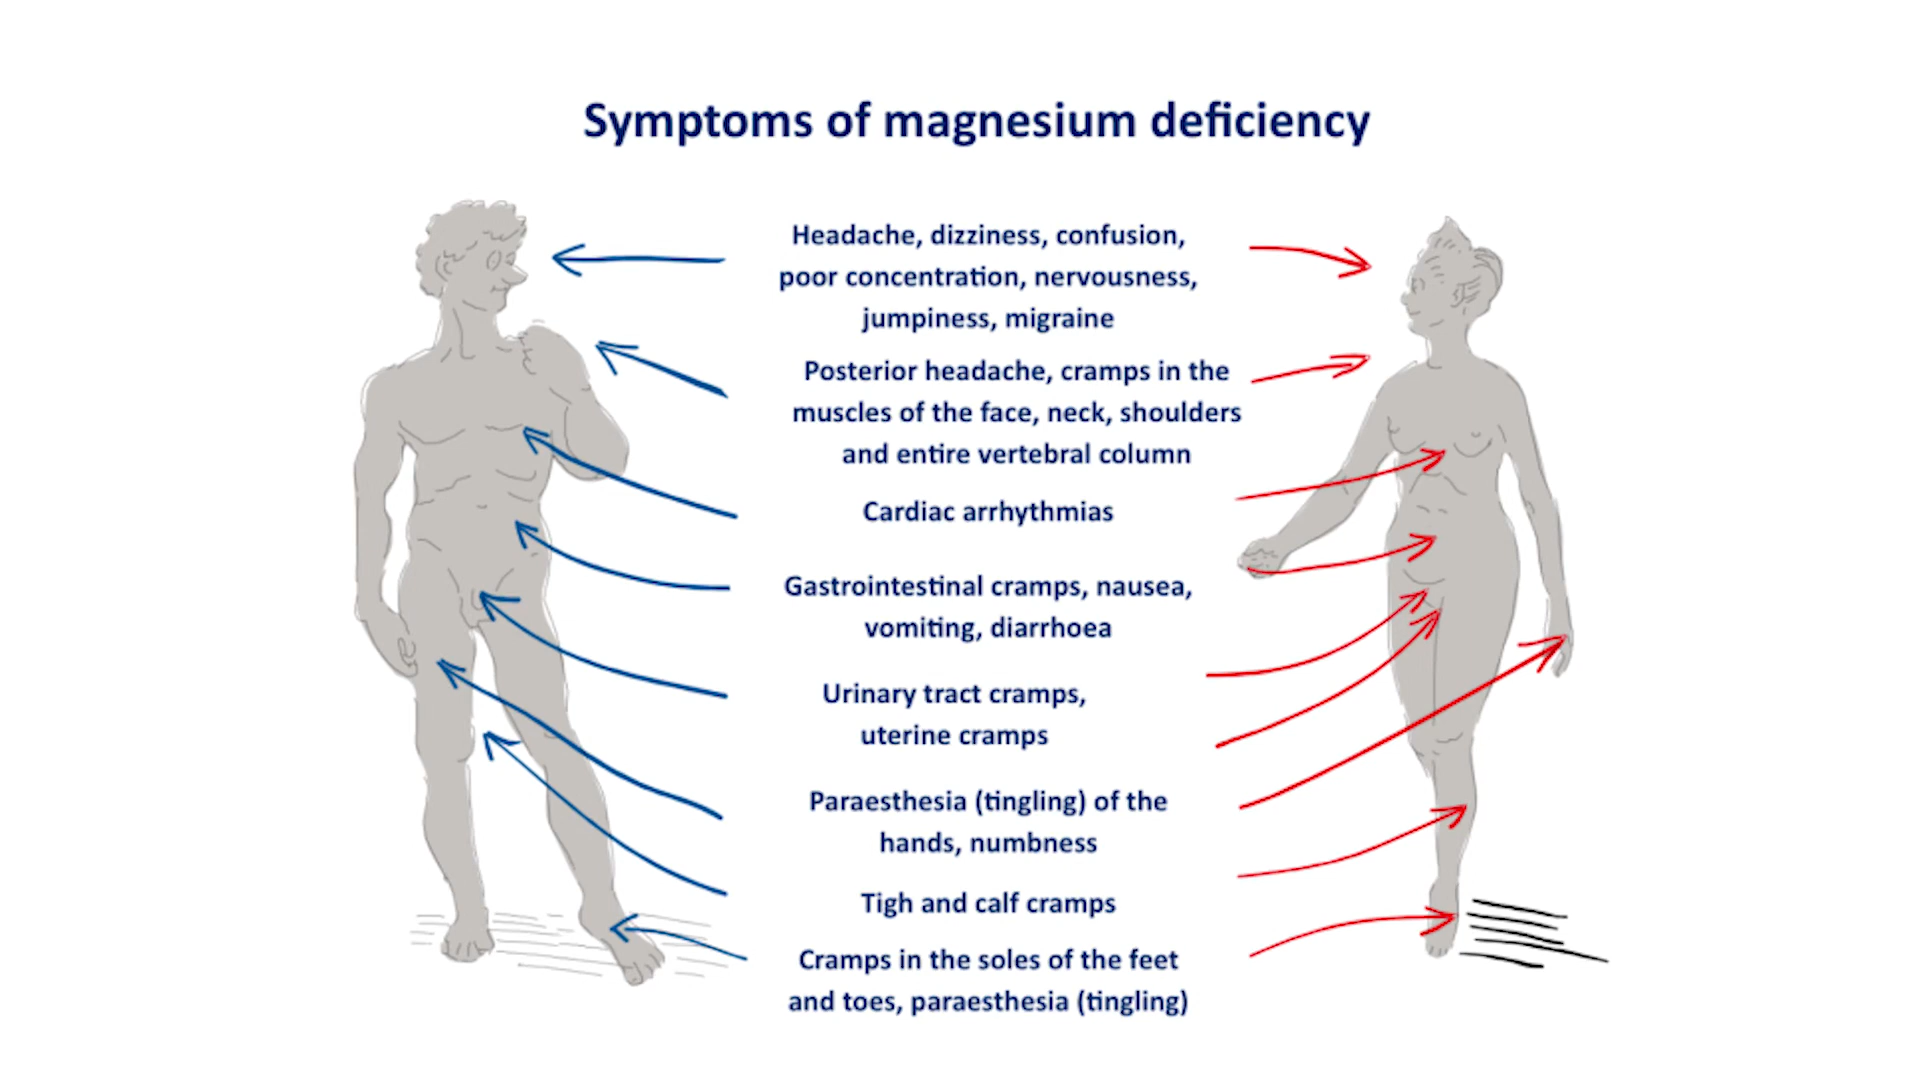 Symptoms of magnesium deficiency
Headache, dizziness, confusion,
poor concentration, nervousness,
jumpiness, migraine
Posterior headache, cramps in the
muscles of the face, neck, shoulders
and entire vertebral column
Cardiac arrhythmias
Gastrointestinal cramps, nausea,
vomiting, diarrhoea
Urinary tract cramps,
uterine cramps
Paraesthesia (tingling) of the
hands, numbness
Tigh and calf cramps
Cramps in the soles of the feet
and toes, paraesthesia (tingling)